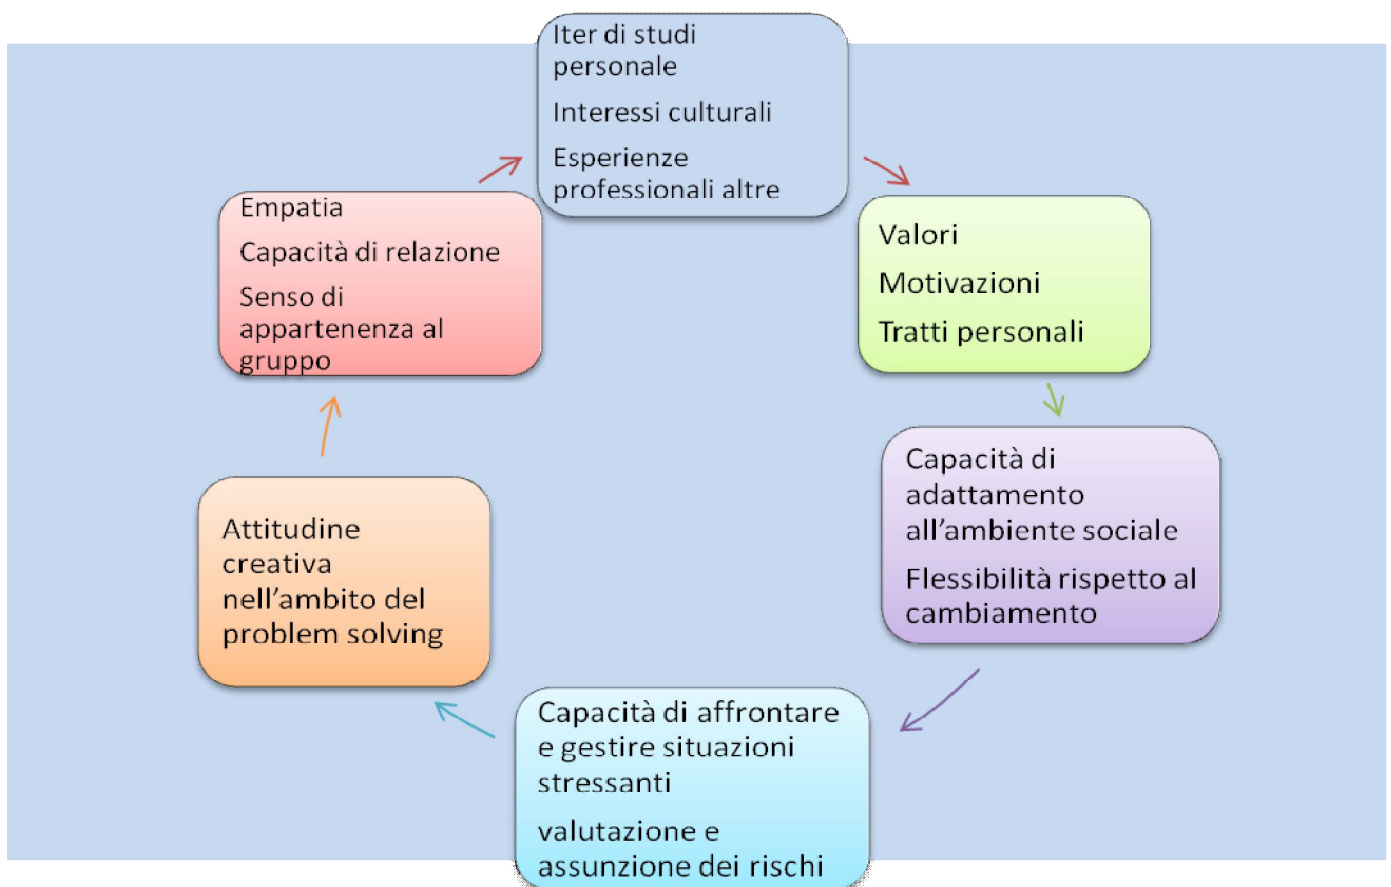 Iter di studi
personale
Interessi culturali
Esperienze
professionali altre
Valori
Motivazioni
Tratti personali
Capacità di
adattamento
all'ambiente sociale
Flessibilità rispetto al
cambiamento
Capacità di affrontare
e gestire situazioni
stressanti
valutazione e
assunzione dei rischi
Attitudine
creativa
nell'ambito del
problem solving
Empatia
Capacità di relazione
Senso di
appartenenza al
gruppo